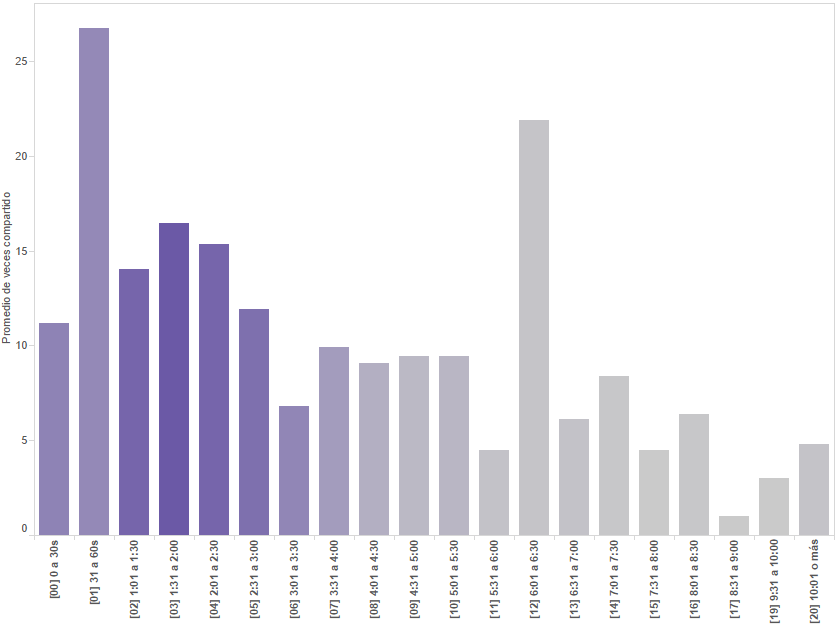 Promedio de veces compartido
25
20
15
10
5
0
[00] 0 a 30s
[01] 31 a 60s
[02] 1:01 a 1:30
[03] 1:31 a 2:00
[04] 2:01 a 2:30
[05] 2:31 a 3:00
[06] 3:01 a 3:30
[07] 3:31 a 4:00
[08] 4:01 a 4:30
[09] 4:31 a 5:00
[10] 5:01 a 5:30
[11] 5:31 a 6:00
[12] 6:01 a 6:30
[13] 6:31 a 7:00
[14] 7:01 a 7:30
[15] 7:31 a 8:00
[16] 8:01 a 8:30
[17] 8:31 a 9:00
[19] 9:31 a 10:00
[20] 10:01 o más